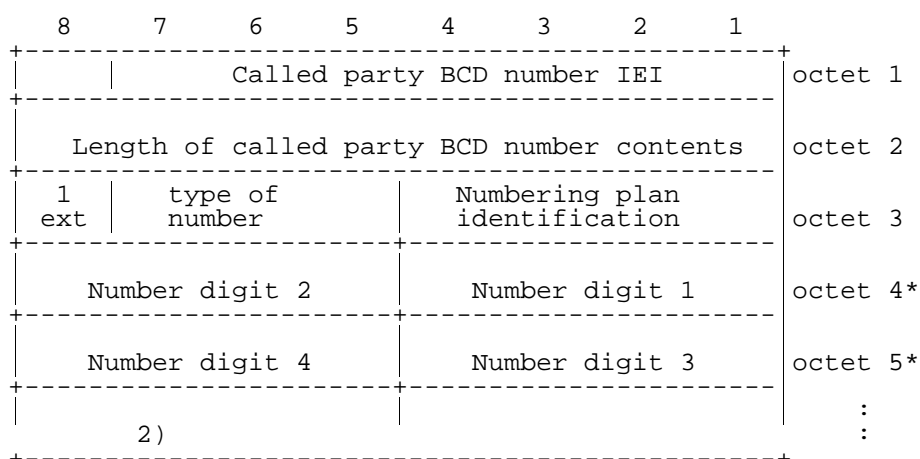 8 7 6 5 4 3 2 1
Called party BCD number IEI octet 1
Length of called party BCD number contents octet 2
1 type of Numbering plan
ext number identification octet 3
Number digit 2 Number digit 1 octet 4*
Number digit 4 Number digit 3 octet 5*
:
2) :